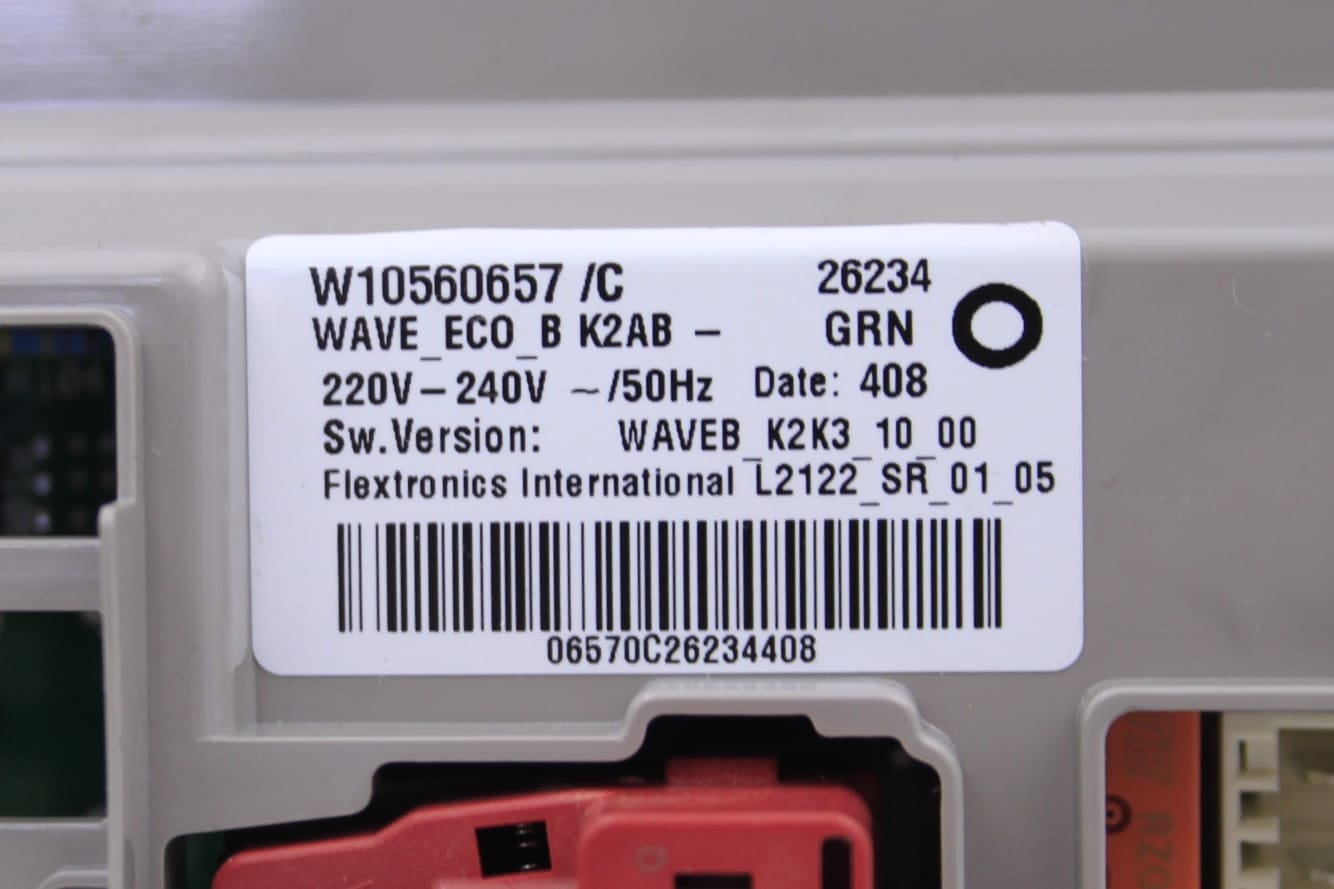 W10560657 /C 26234
WAVE_ECO_B K2AB – GRN
220V – 240V ~/50Hz Date: 408
Sw.Version: WAVEB_K2K3_10_00
Flextronics International L2122_SR_01_05
06570C26234408